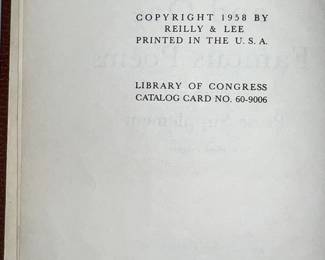 COPYRIGHT 1958 BY
REILLY & LEE
PRINTED IN THE U. S. A.
LIBRARY OF CONGRESS
CATALOG CARD NO. 60-9006